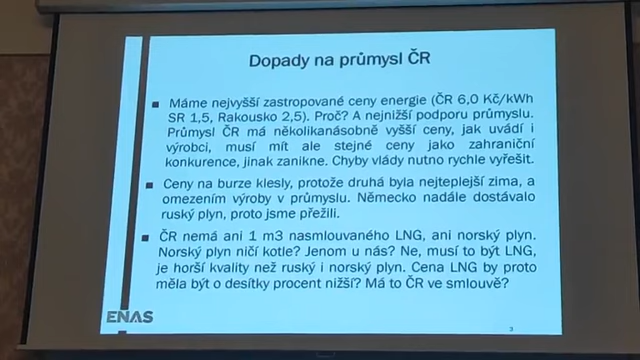 Dopady na průmysl ČR
Máme nejvyšší zastropované ceny energie (ČR 6,0 Kč/kWh
SR 1,5, Rakousko 2,5). Proč? A nejnižší podporu průmyslu.
Průmysl ČR má několikanásobně vyšší ceny, jak uvádí i
výrobci, musí mít ale stejné ceny jako zahraniční
konkurence, jinak zanikne. Chyby vlády nutno rychle vyřešit.
Ceny na burze klesly, protože druhá byla nejteplejší zima, a
omezením výroby v průmyslu. Německo nadále dostávalo
ruský plyn, proto jsme přežili.
ČR nemá ani 1 m3 nasmlouvaného LNG, ani norský plyn.
Norský plyn ničí kotle? Jenom u nás? Ne, musí to být LNG,
je horší kvality než ruský i norský plyn. Cena LNG by proto
měla být o desítky procent nižší? Má to ČR ve smlouvě?
ENAS
3